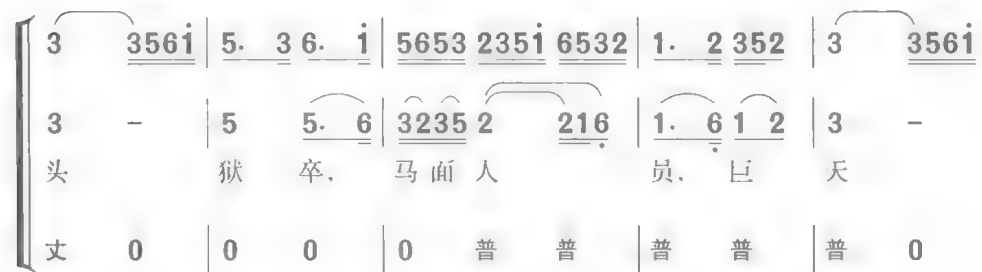 3 3561̇ | 5. 3 6. 1̇ | 5653 2351̇ 6532 | 1. 2 352 | 3 3561̇
3 – | 5 5. 6 | 3235 2 216̣ | 1. 6̣ 1 2 | 3 –
头 狱 卒, 马 面 人 员, 巨 天
丈 0 | 0 0 | 0 普 普 | 普 普 | 普 0